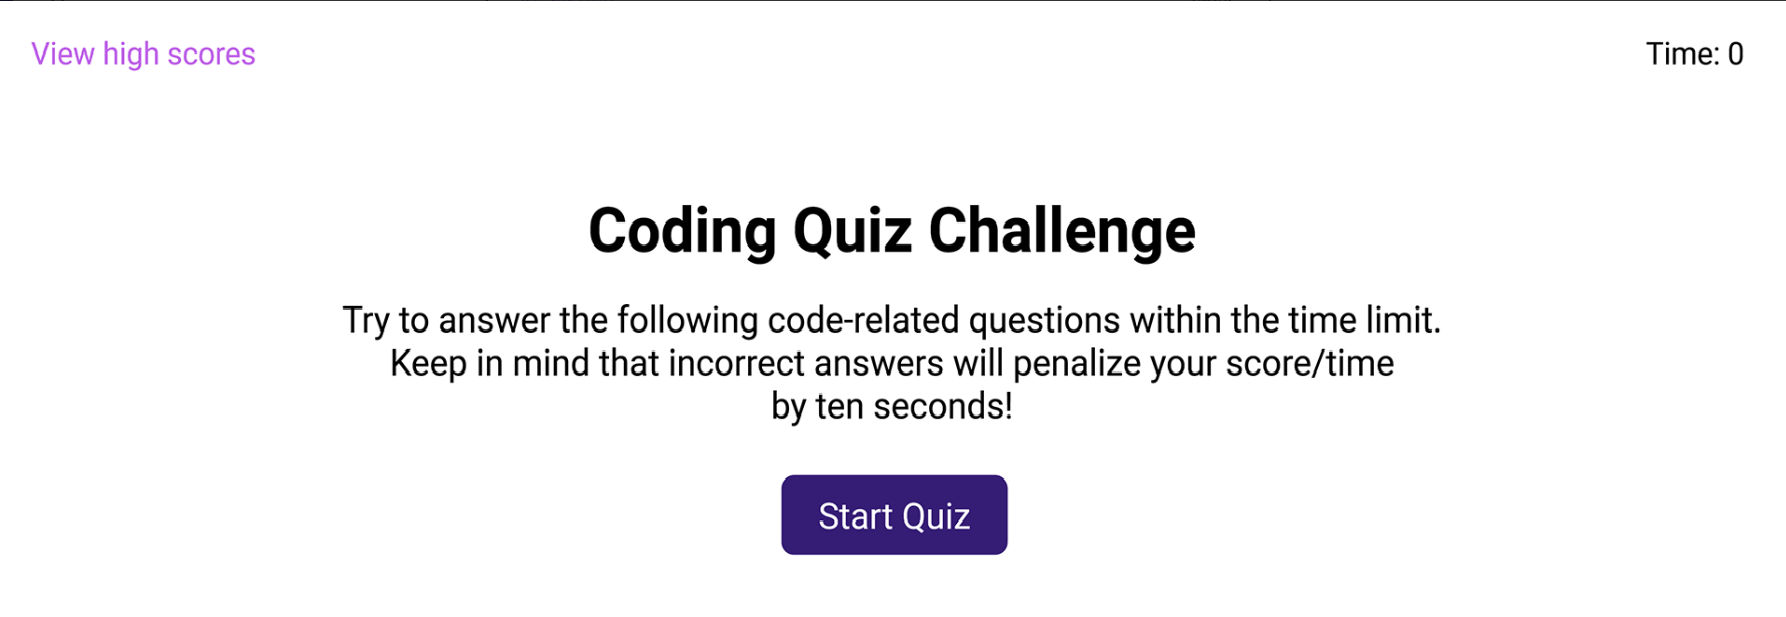 View high scores
Time: 0
Coding Quiz Challenge
Try to answer the following code-related questions within the time limit.
Keep in mind that incorrect answers will penalize your score/time
by ten seconds!
Start Quiz